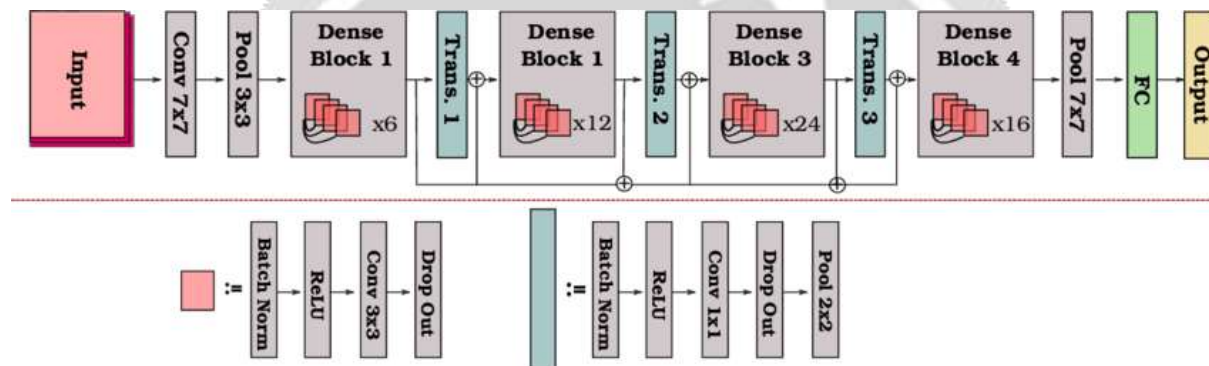 Input
Conv 7x7
Pool 3x3
Dense
Block 1
x6
Trans. 1
Dense
Block 1
x12
Trans. 2
Dense
Block 3
x24
Trans. 3
Dense
Block 4
x16
Pool 7x7
FC
Output
::=
Batch Norm
ReLU
Conv 3x3
Drop Out
::=
Batch Norm
ReLU
Conv 1x1
Drop Out
Pool 2x2